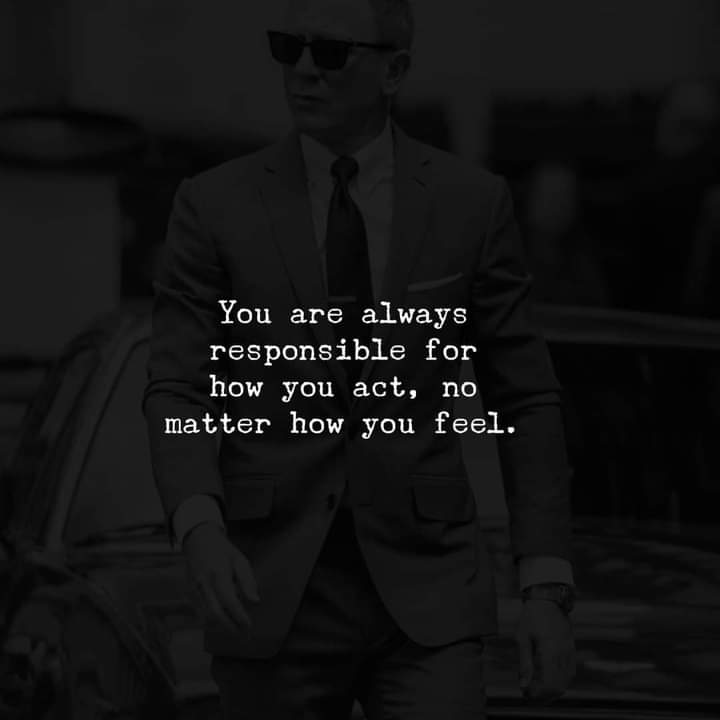 You are always
responsible for
how you act, no
matter how you feel.